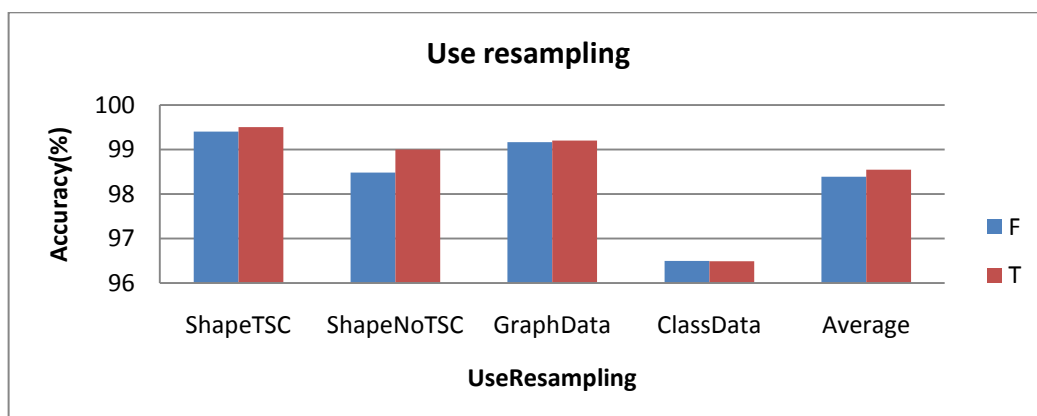 Use resampling
Accuracy(%)
100
99
98
97
96
ShapeTSC ShapeNoTSC GraphData ClassData Average
UseResampling
F
T